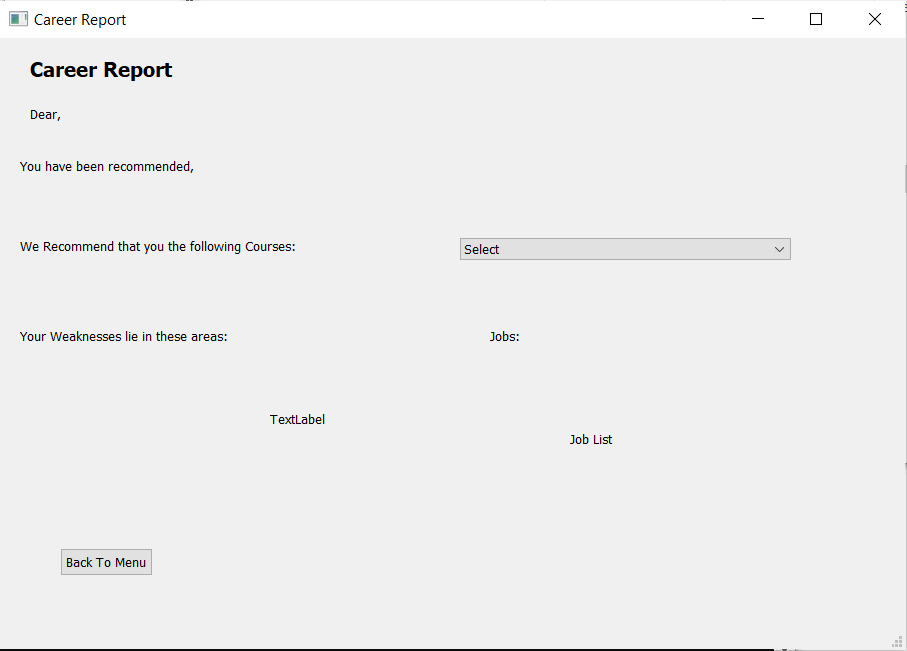 Career Report
Career Report
Dear,
You have been recommended,
We Recommend that you the following Courses:
Select
Your Weaknesses lie in these areas:
Jobs:
TextLabel
Job List
Back To Menu